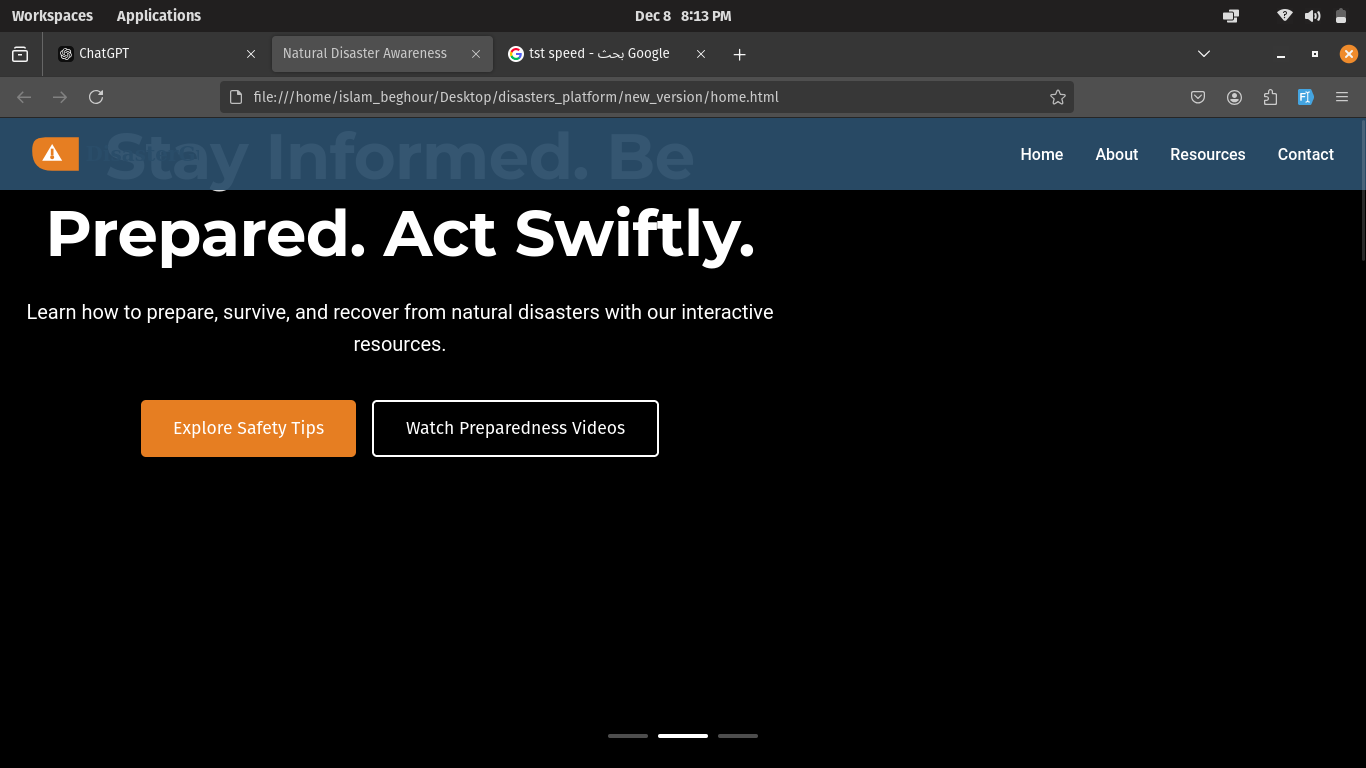 Workspaces Applications Dec 8 8:13 PM
ChatGPT Natural Disaster Awareness tst speed - بحث Google
file:///home/islam_beghour/Desktop/disasters_platform/new_version/home.html
Stay Informed. Be
Home About Resources Contact
Prepared. Act Swiftly.
Learn how to prepare, survive, and recover from natural disasters with our interactive
resources.
Explore Safety Tips Watch Preparedness Videos